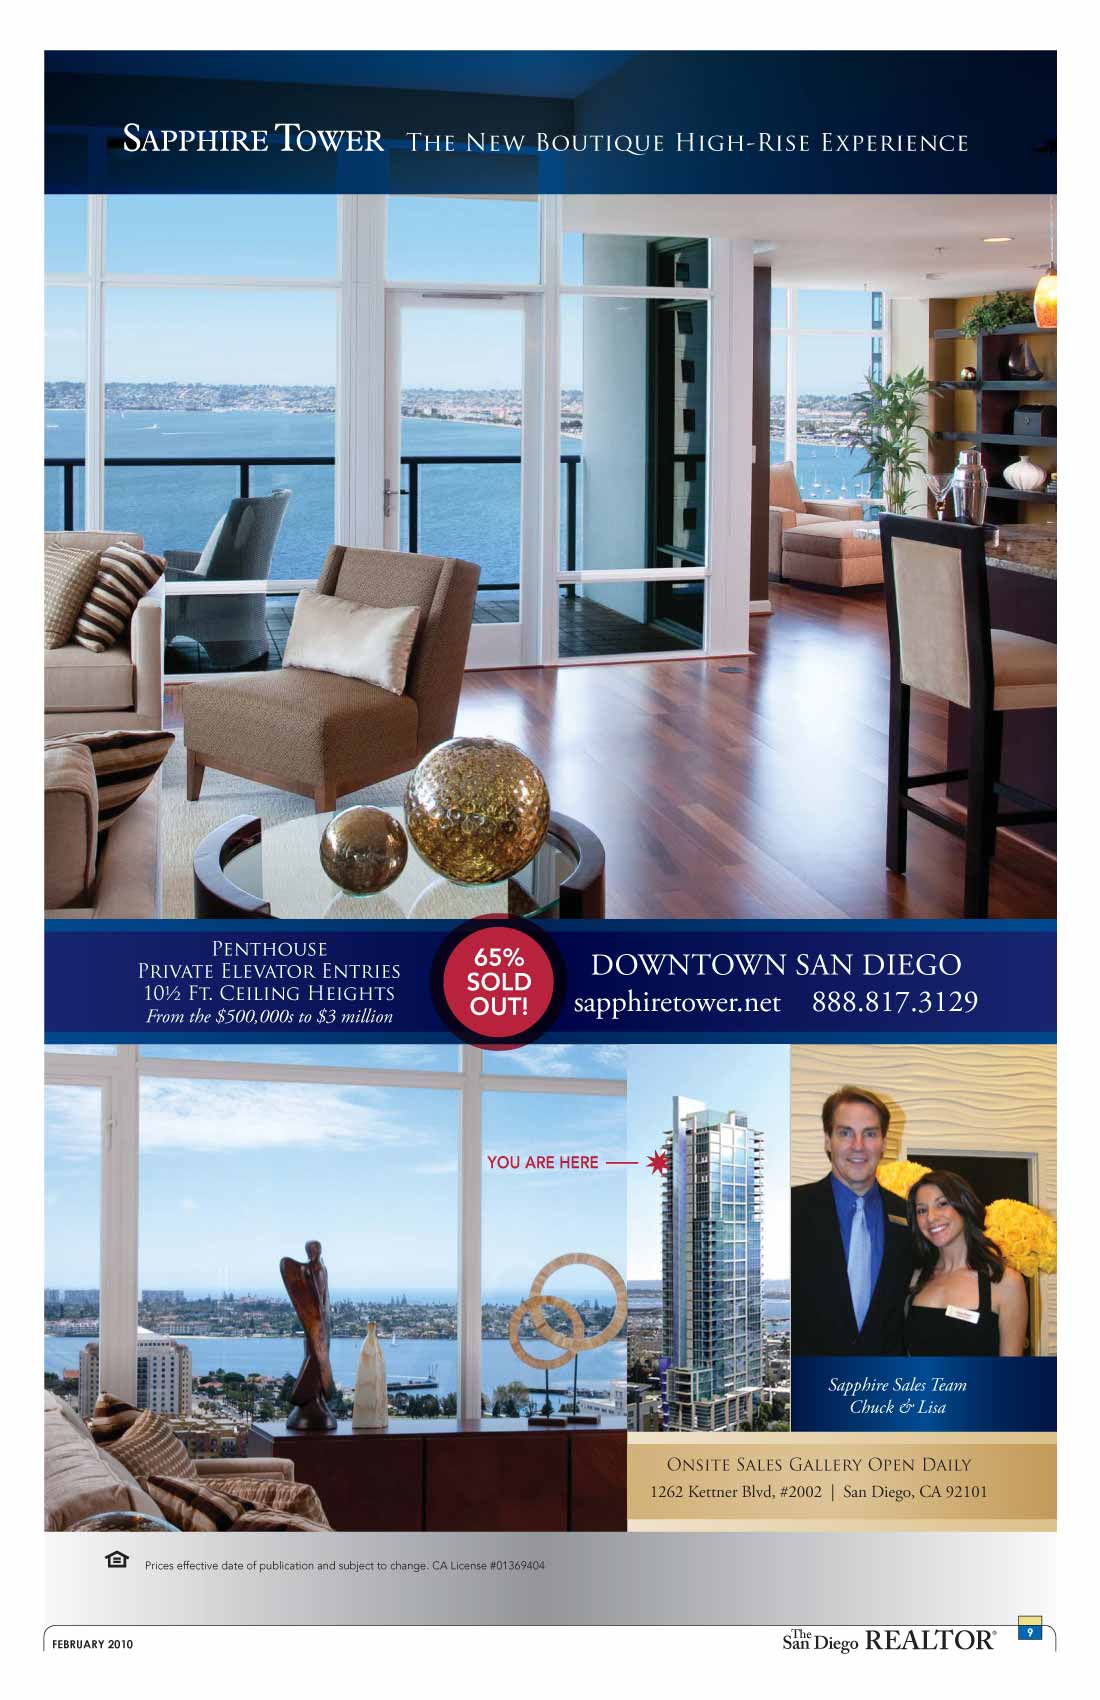 SAPPHIRE TOWER THE NEW BOUTIQUE HIGH-RISE EXPERIENCE
PENTHOUSE
PRIVATE ELEVATOR ENTRIES
10½ FT. CEILING HEIGHTS
From the $500,000s to $3 million
65%
SOLD
OUT!
DOWNTOWN SAN DIEGO
sapphiretower.net 888.817.3129
YOU ARE HERE
Sapphire Sales Team
Chuck & Lisa
ONSITE SALES GALLERY OPEN DAILY
1262 Kettner Blvd, #2002 | San Diego, CA 92101
Prices effective date of publication and subject to change. CA License #01369404
FEBRUARY 2010
The San Diego REALTOR®
9